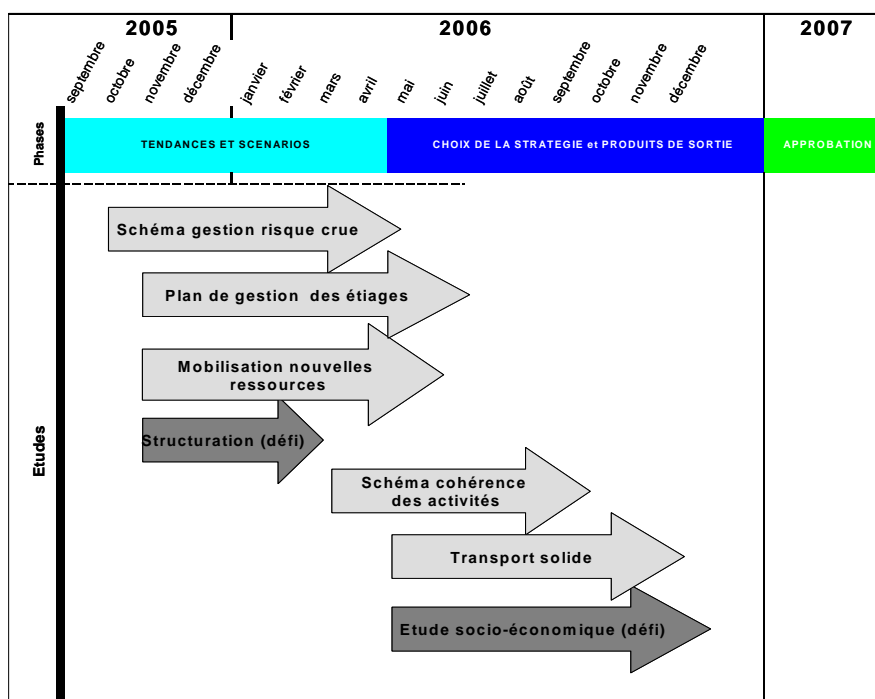 2005 2006 2007
septembre octobre novembre décembre janvier février mars avril mai juin juillet août septembre octobre novembre décembre
Phases TENDANCES ET SCENARIOS CHOIX DE LA STRATEGIE et PRODUITS DE SORTIE APPROBATION
Etudes
Schéma gestion risque crue
Plan de gestion des étiages
Mobilisation nouvelles
ressources
Structuration (défi)
Schéma cohérence
des activités
Transport solide
Etude socio-économique (défi)